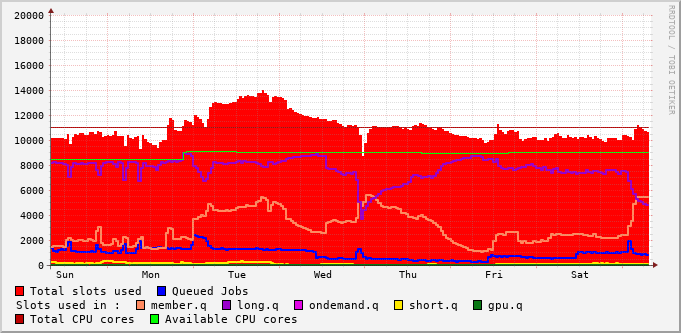 20000
18000
16000
14000
12000
10000
8000
6000
4000
2000
0
Sun Mon Tue Wed Thu Fri Sat
RRDTOOL / TOBI OETIKER
Total slots used Queued Jobs
Slots used in : member.q long.q ondemand.q short.q gpu.q
Total CPU cores Available CPU cores